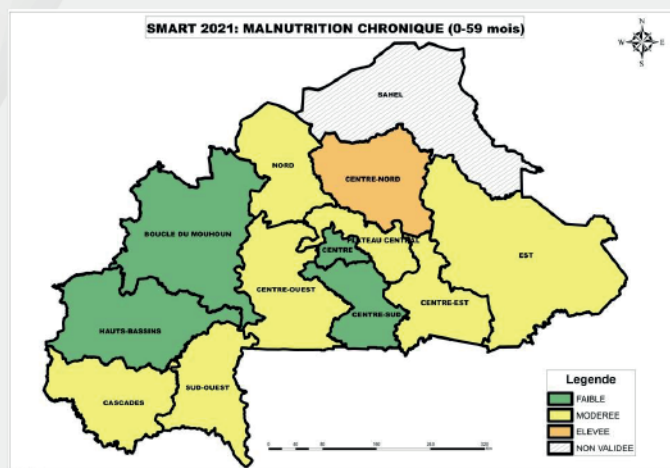 SMART 2021: MALNUTRITION CHRONIQUE (0-59 mois)
N
W E
S
SAHEL
NORD
CENTRE-NORD
BOUCLE DU MOUHOUN
PLATEAU CENTRAL
CENTRE
EST
CENTRE-OUEST
CENTRE-EST
CENTRE-SUD
HAUTS-BASSINS
SUD-OUEST
CASCADES
Legende
FAIBLE
MODEREE
ELEVEE
NON VALIDEE